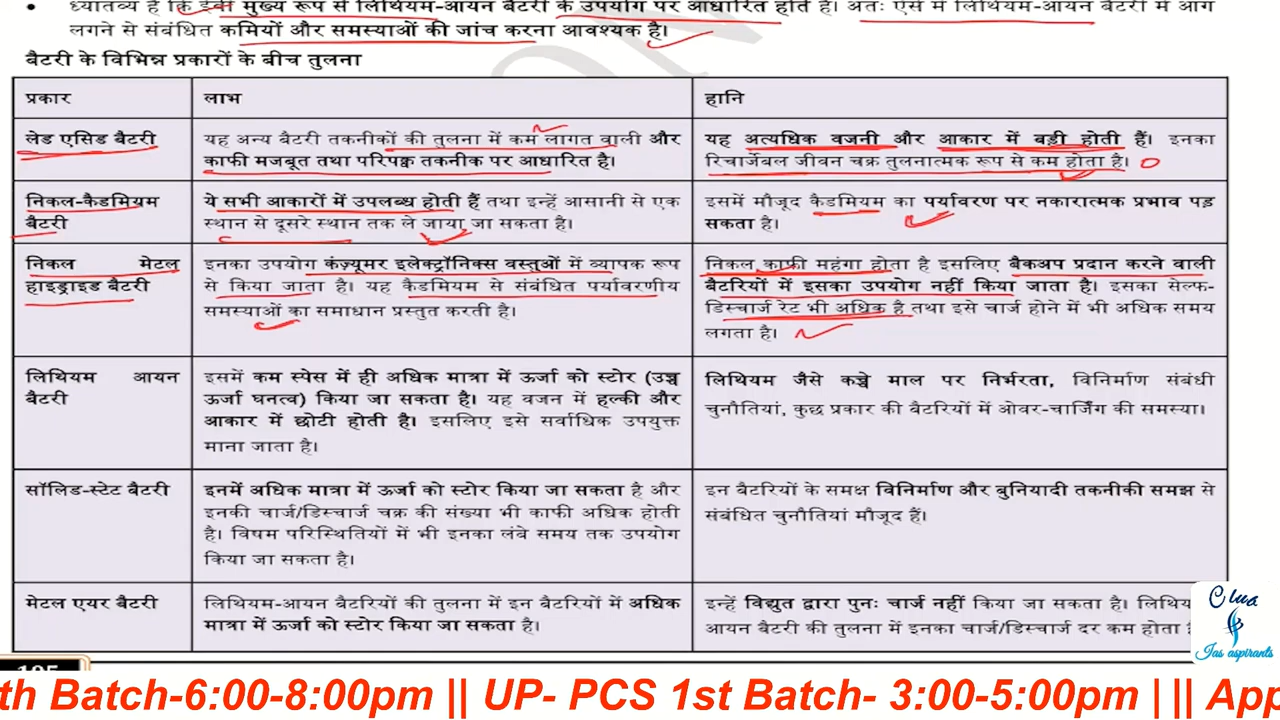 ध्यातव्य है कि ईवी मुख्य रूप से लिथियम-आयन बैटरी के उपयोग पर आधारित होते हैं। अतः ऐसे में लिथियम-आयन बैटरी में आग
लगने से संबंधित कमियों और समस्याओं की जांच करना आवश्यक है।
बैटरी के विभिन्न प्रकारों के बीच तुलना
प्रकार
लाभ
हानि
लेड एसिड बैटरी
यह अन्य बैटरी तकनीकों की तुलना में कम लागत वाली और
काफी मजबूत तथा परिपक्व तकनीक पर आधारित है।
यह अत्यधिक वजनी और आकार में बड़ी होती हैं। इनका
रिचार्जेबल जीवन चक्र तुलनात्मक रूप से कम होता है।
निकल-कैडमियम
बैटरी
ये सभी आकारों में उपलब्ध होती हैं तथा इन्हें आसानी से एक
स्थान से दूसरे स्थान तक ले जाया जा सकता है।
इसमें मौजूद कैडमियम का पर्यावरण पर नकारात्मक प्रभाव पड़
सकता है।
निकल मेटल
हाइड्राइड बैटरी
इनका उपयोग कंज़्यूमर इलेक्ट्रॉनिक्स वस्तुओं में व्यापक रूप
से किया जाता है। यह कैडमियम से संबंधित पर्यावरणीय
समस्याओं का समाधान प्रस्तुत करती है।
निकल काफी महंगा होता है इसलिए बैकअप प्रदान करने वाली
बैटरियों में इसका उपयोग नहीं किया जाता है। इसका सेल्फ-
डिस्चार्ज रेट भी अधिक है तथा इसे चार्ज होने में भी अधिक समय
लगता है।
लिथियम आयन
बैटरी
इसमें कम स्पेस में ही अधिक मात्रा में ऊर्जा को स्टोर (उच्च
ऊर्जा घनत्व) किया जा सकता है। यह वजन में हल्की और
आकार में छोटी होती है। इसलिए इसे सर्वाधिक उपयुक्त
माना जाता है।
लिथियम जैसे कच्चे माल पर निर्भरता, विनिर्माण संबंधी
चुनौतियां, कुछ प्रकार की बैटरियों में ओवर-चार्जिंग की समस्या।
सॉलिड-स्टेट बैटरी
इनमें अधिक मात्रा में ऊर्जा को स्टोर किया जा सकता है और
इनकी चार्ज/डिस्चार्ज चक्र की संख्या भी काफी अधिक होती
है। विषम परिस्थितियों में भी इनका लंबे समय तक उपयोग
किया जा सकता है।
इन बैटरियों के समक्ष विनिर्माण और बुनियादी तकनीकी समझ से
संबंधित चुनौतियां मौजूद हैं।
मेटल एयर बैटरी
लिथियम-आयन बैटरियों की तुलना में इन बैटरियों में अधिक
मात्रा में ऊर्जा को स्टोर किया जा सकता है।
इन्हें विद्युत द्वारा पुनः चार्ज नहीं किया जा सकता है। लिथि
आयन बैटरी की तुलना में इनका चार्ज/डिस्चार्ज दर कम होता
Ias aspirants
th Batch-6:00-8:00pm || UP- PCS 1st Batch- 3:00-5:00pm | || App